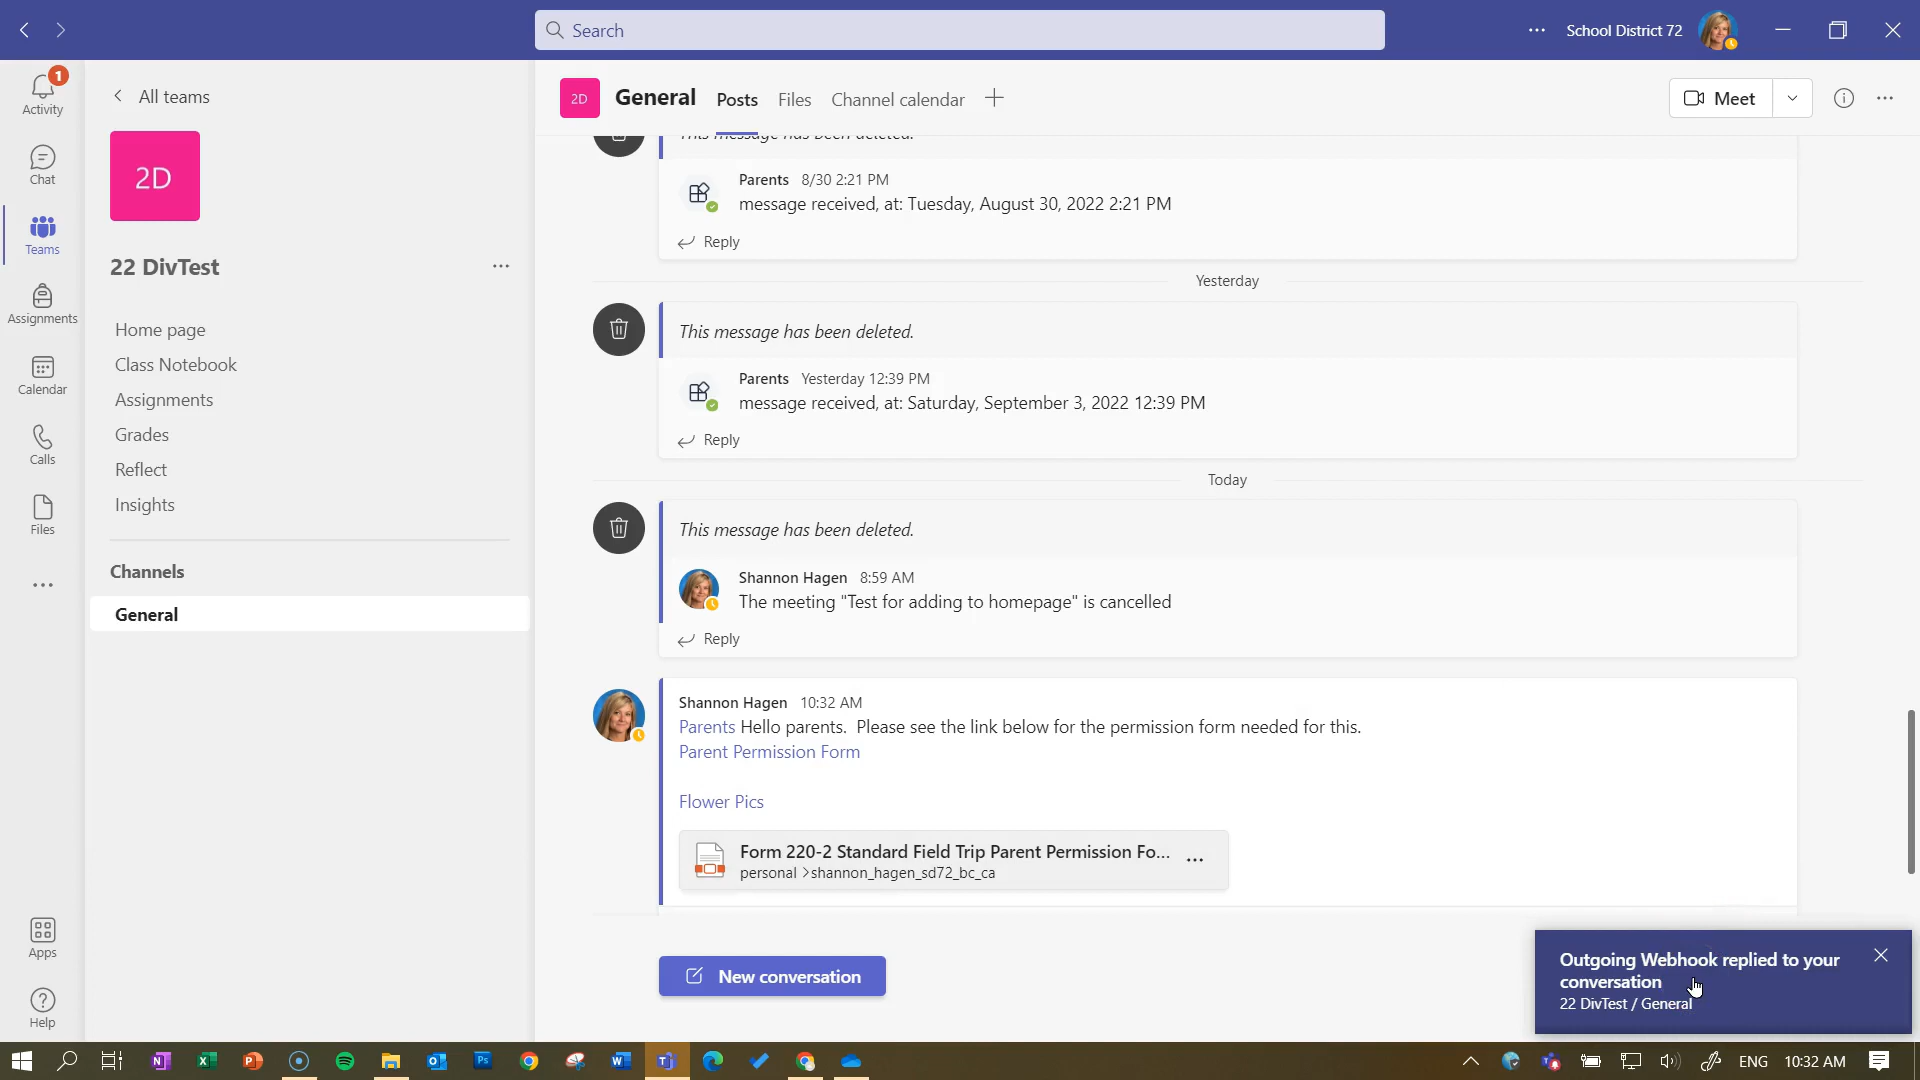 Search
School District 72
1
Activity
Chat
Teams
Assignments
Calendar
Calls
Files
Apps
Help
All teams
2D
22 DivTest
Home page
Class Notebook
Assignments
Grades
Reflect
Insights
Channels
General
2D
General
Posts
Files
Channel calendar
Meet
This message has been deleted.
Parents 8/30 2:21 PM
message received, at: Tuesday, August 30, 2022 2:21 PM
Reply
Yesterday
This message has been deleted.
Parents Yesterday 12:39 PM
message received, at: Saturday, September 3, 2022 12:39 PM
Reply
Today
This message has been deleted.
Shannon Hagen 8:59 AM
The meeting "Test for adding to homepage" is cancelled
Reply
Shannon Hagen 10:32 AM
Parents Hello parents. Please see the link below for the permission form needed for this.
Parent Permission Form
Flower Pics
Form 220-2 Standard Field Trip Parent Permission Fo...
personal >shannon_hagen_sd72_bc_ca
New conversation
Outgoing Webhook replied to your
conversation
22 DivTest / General
ENG
10:32 AM